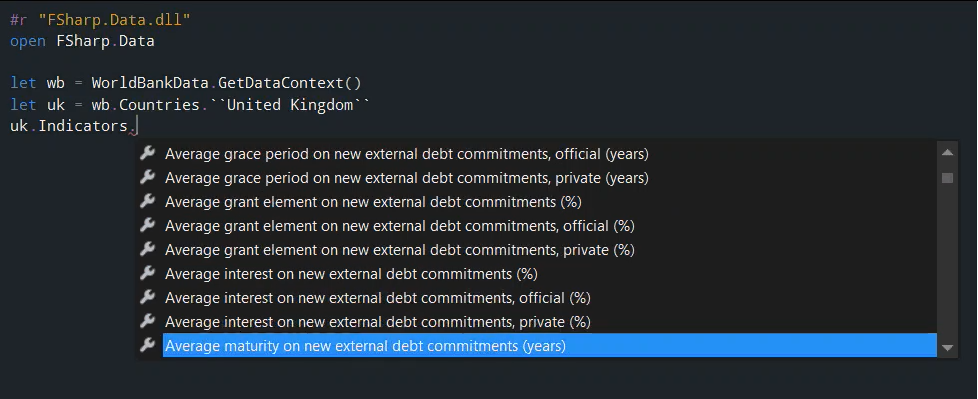 #r "FSharp.Data.dll"
open FSharp.Data
let wb = WorldBankData.GetDataContext()
let uk = wb.Countries.``United Kingdom``
uk.Indicators.
Average grace period on new external debt commitments, official (years)
Average grace period on new external debt commitments, private (years)
Average grant element on new external debt commitments (%)
Average grant element on new external debt commitments, official (%)
Average grant element on new external debt commitments, private (%)
Average interest on new external debt commitments (%)
Average interest on new external debt commitments, official (%)
Average interest on new external debt commitments, private (%)
Average maturity on new external debt commitments (years)